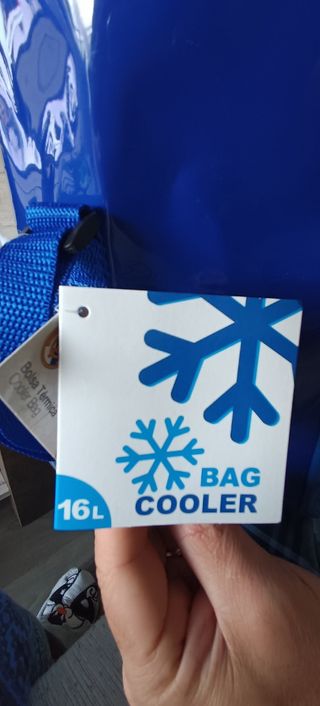 Bolsa Térmica
Cooler Bag
BAG
COOLER
16L